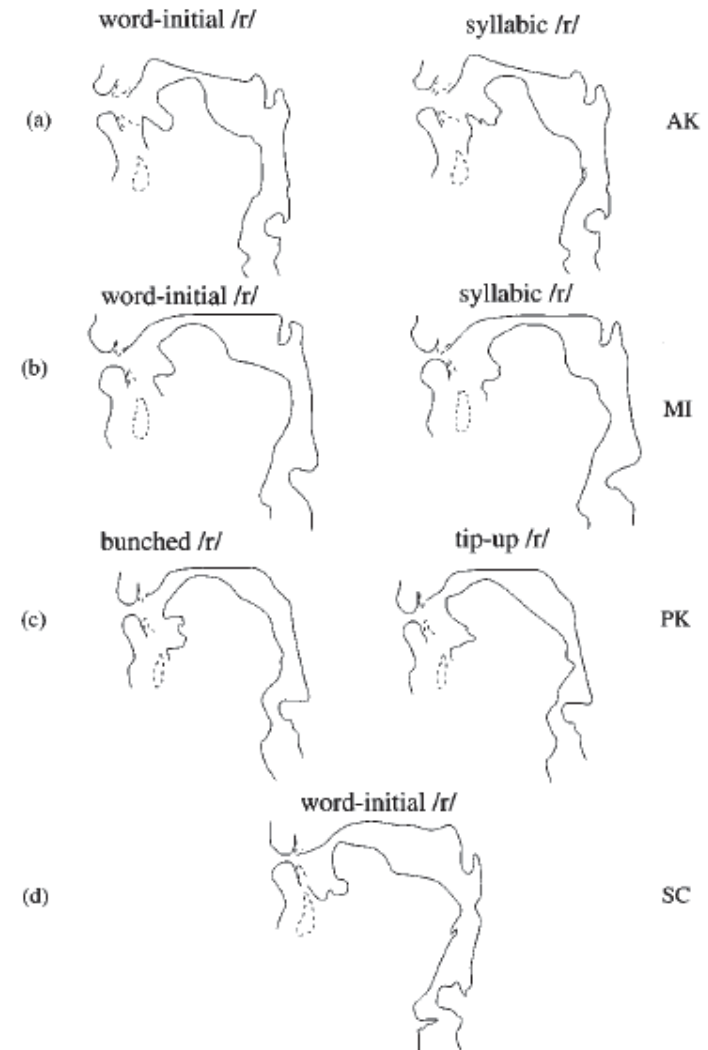 word-initial /r/ syllabic /r/
(a) AK
word-initial /r/ syllabic /r/
(b) MI
bunched /r/ tip-up /r/
(c) PK
word-initial /r/
(d) SC